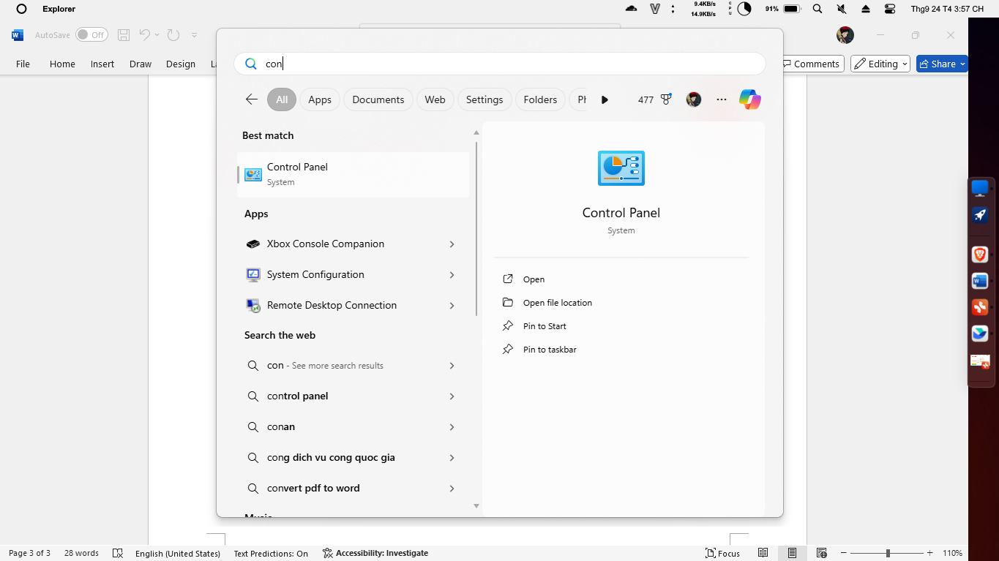 Explorer
9.4KB/s
14.9KB/s
CPU
91%
Thg9 24 T4 3:57 CH
AutoSave Off
File Home Insert Draw Design
Comments Editing Share
con
All Apps Documents Web Settings Folders
477
Best match
Control Panel
System
Apps
Xbox Console Companion
System Configuration
Remote Desktop Connection
Search the web
con - See more search results
control panel
conan
cong dich vu cong quoc gia
convert pdf to word
Music
Control Panel
System
Open
Open file location
Pin to Start
Pin to taskbar
Page 3 of 3 28 words English (United States) Text Predictions: On Accessibility: Investigate Focus 110%